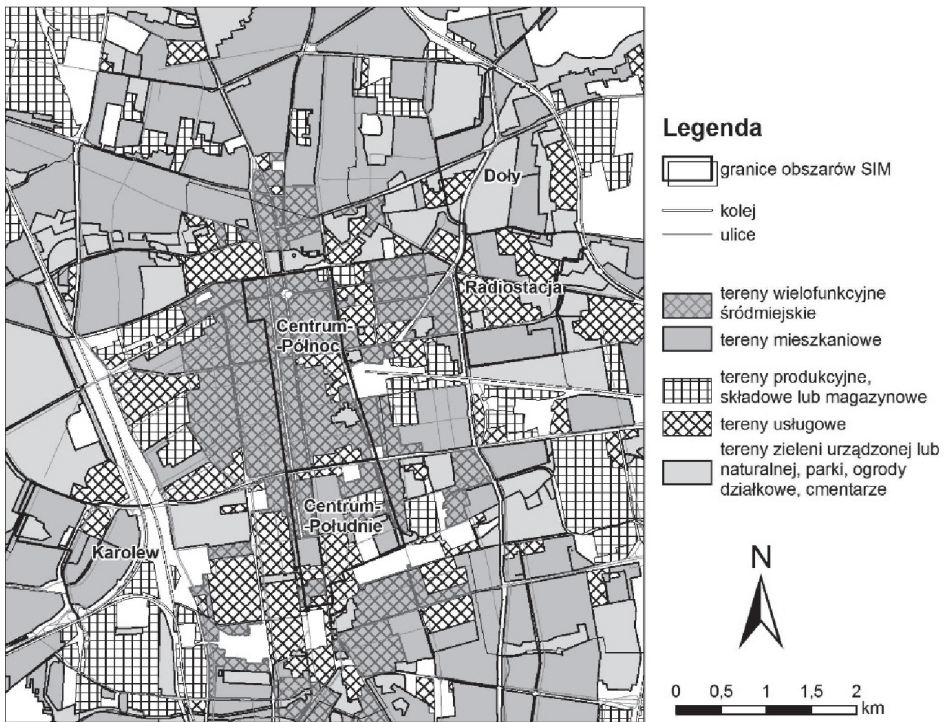 Doły
Radiostacja
Centrum-
-Północ
Centrum-
-Południe
Karolew
Legenda
granice obszarów SIM
kolej
ulice
tereny wielofunkcyjne
śródmiejskie
tereny mieszkaniowe
tereny produkcyjne,
składowe lub magazynowe
tereny usługowe
tereny zieleni urządzonej lub
naturalnej, parki, ogrody
działkowe, cmentarze
N
0 0,5 1 1,5 2
km